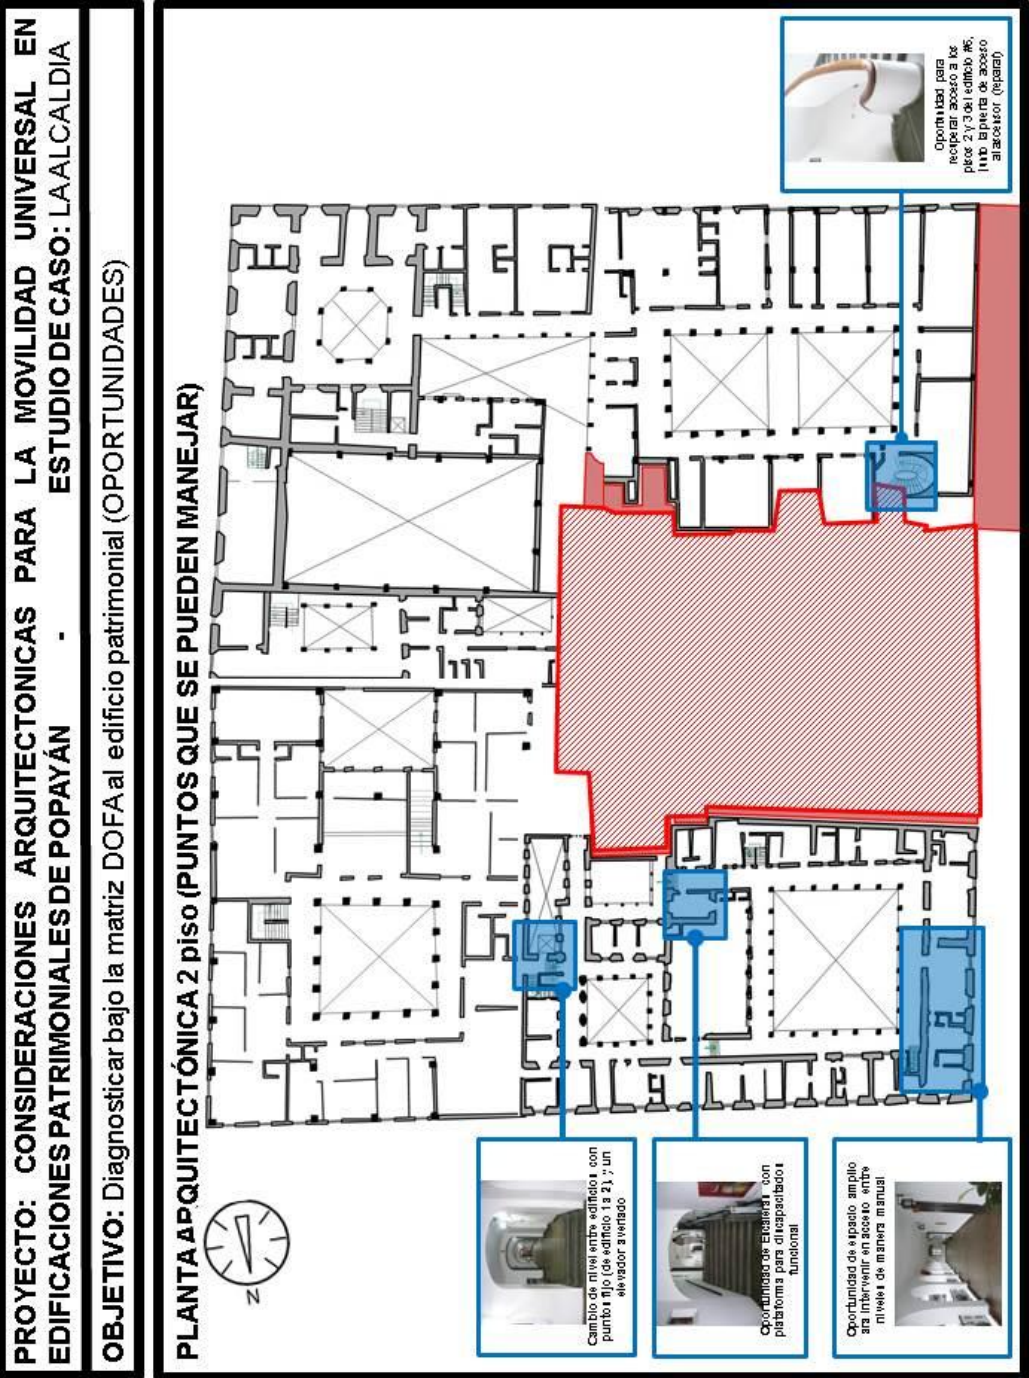 PROYECTO: CONSIDERACIONES ARQUITECTONICAS PARA LA MOVILIDAD UNIVERSAL EN
EDIFICACIONES PATRIMONIALES DE POPAYÁN - ESTUDIO DE CASO: LA ALCALDIA
OBJETIVO: Diagnosticar bajo la matriz DOFA al edificio patrimonial (OPORTUNIDADES)
PLANTA ARQUITECTÓNICA 2 piso (PUNTOS QUE SE PUEDEN MANEJAR)
N
Cambio de nivel entre edificios con
puntos fijo (de edificio 1 a 2), y un
elevador averiado
Oportunidad de Escaleras con
plataforma para discapacitados
funcional
Oportunidad de espacio amplio
ara intervenir en acceso entre
niveles de manera manual
Oportunidad para
recuperar acceso a los
pisos 2 y 3 del edificio #6,
junto la puerta de acceso
al ascensor (reparar)